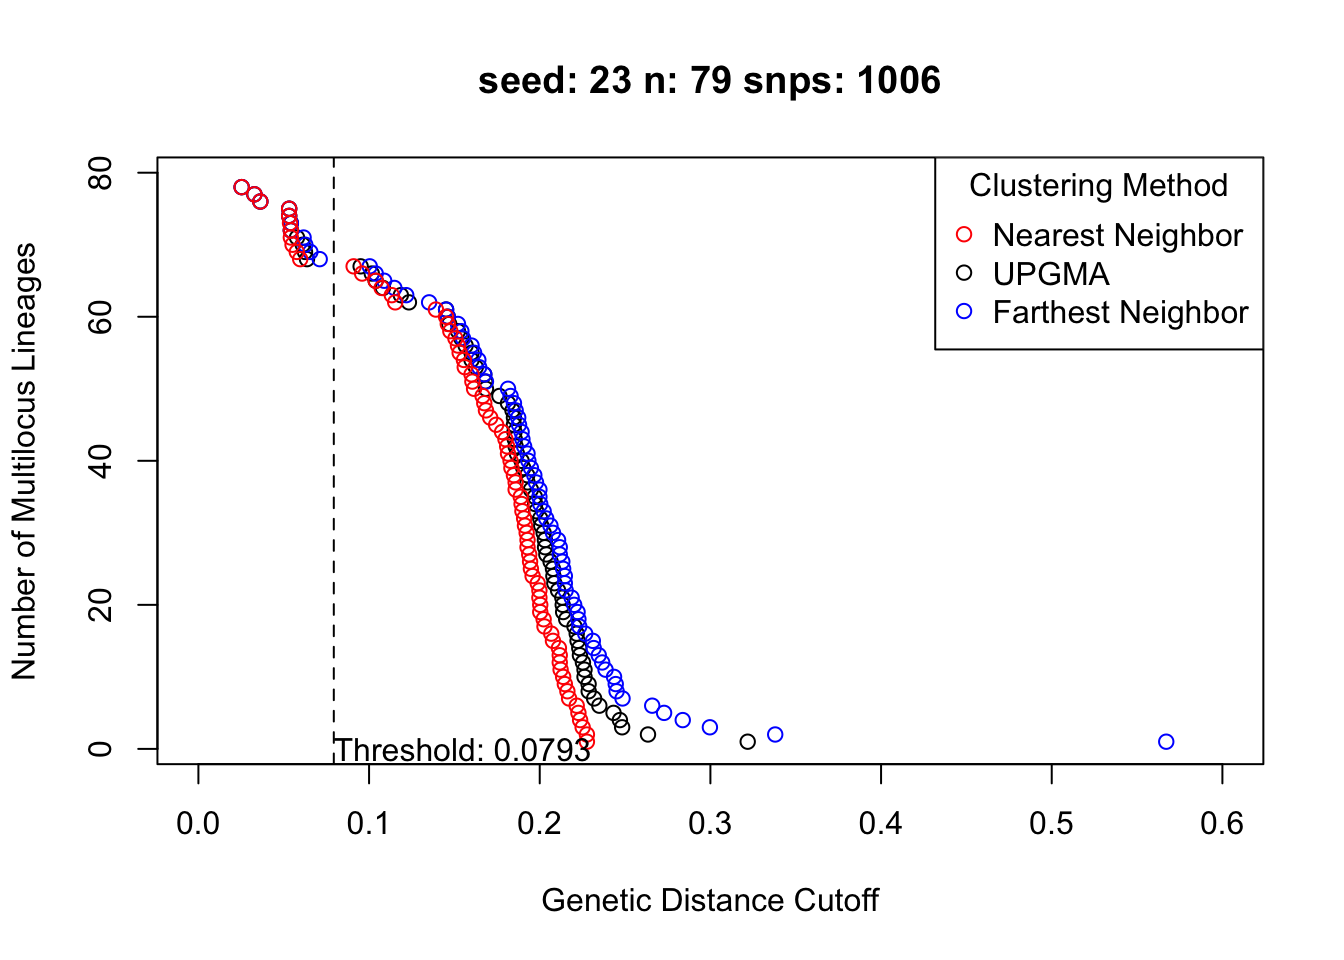 seed: 23 n: 79 snps: 1006
Number of Multilocus Lineages
80
60
40
20
0
Clustering Method
Nearest Neighbor
UPGMA
Farthest Neighbor
Threshold: 0.0793
0.0 0.1 0.2 0.3 0.4 0.5 0.6
Genetic Distance Cutoff